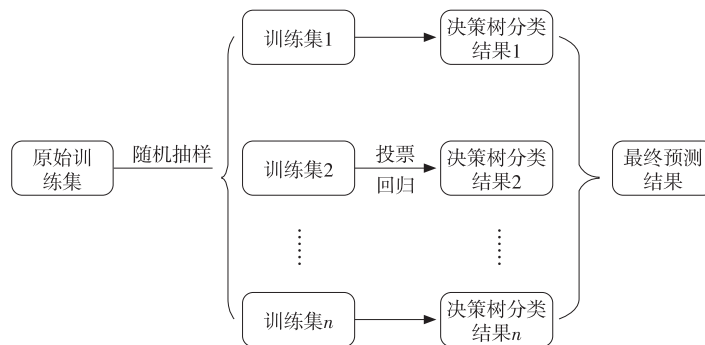 原始训
练集
随机抽样
训练集1
训练集2
训练集n
投票
回归
决策树分类
结果1
决策树分类
结果2
决策树分类
结果n
最终预测
结果